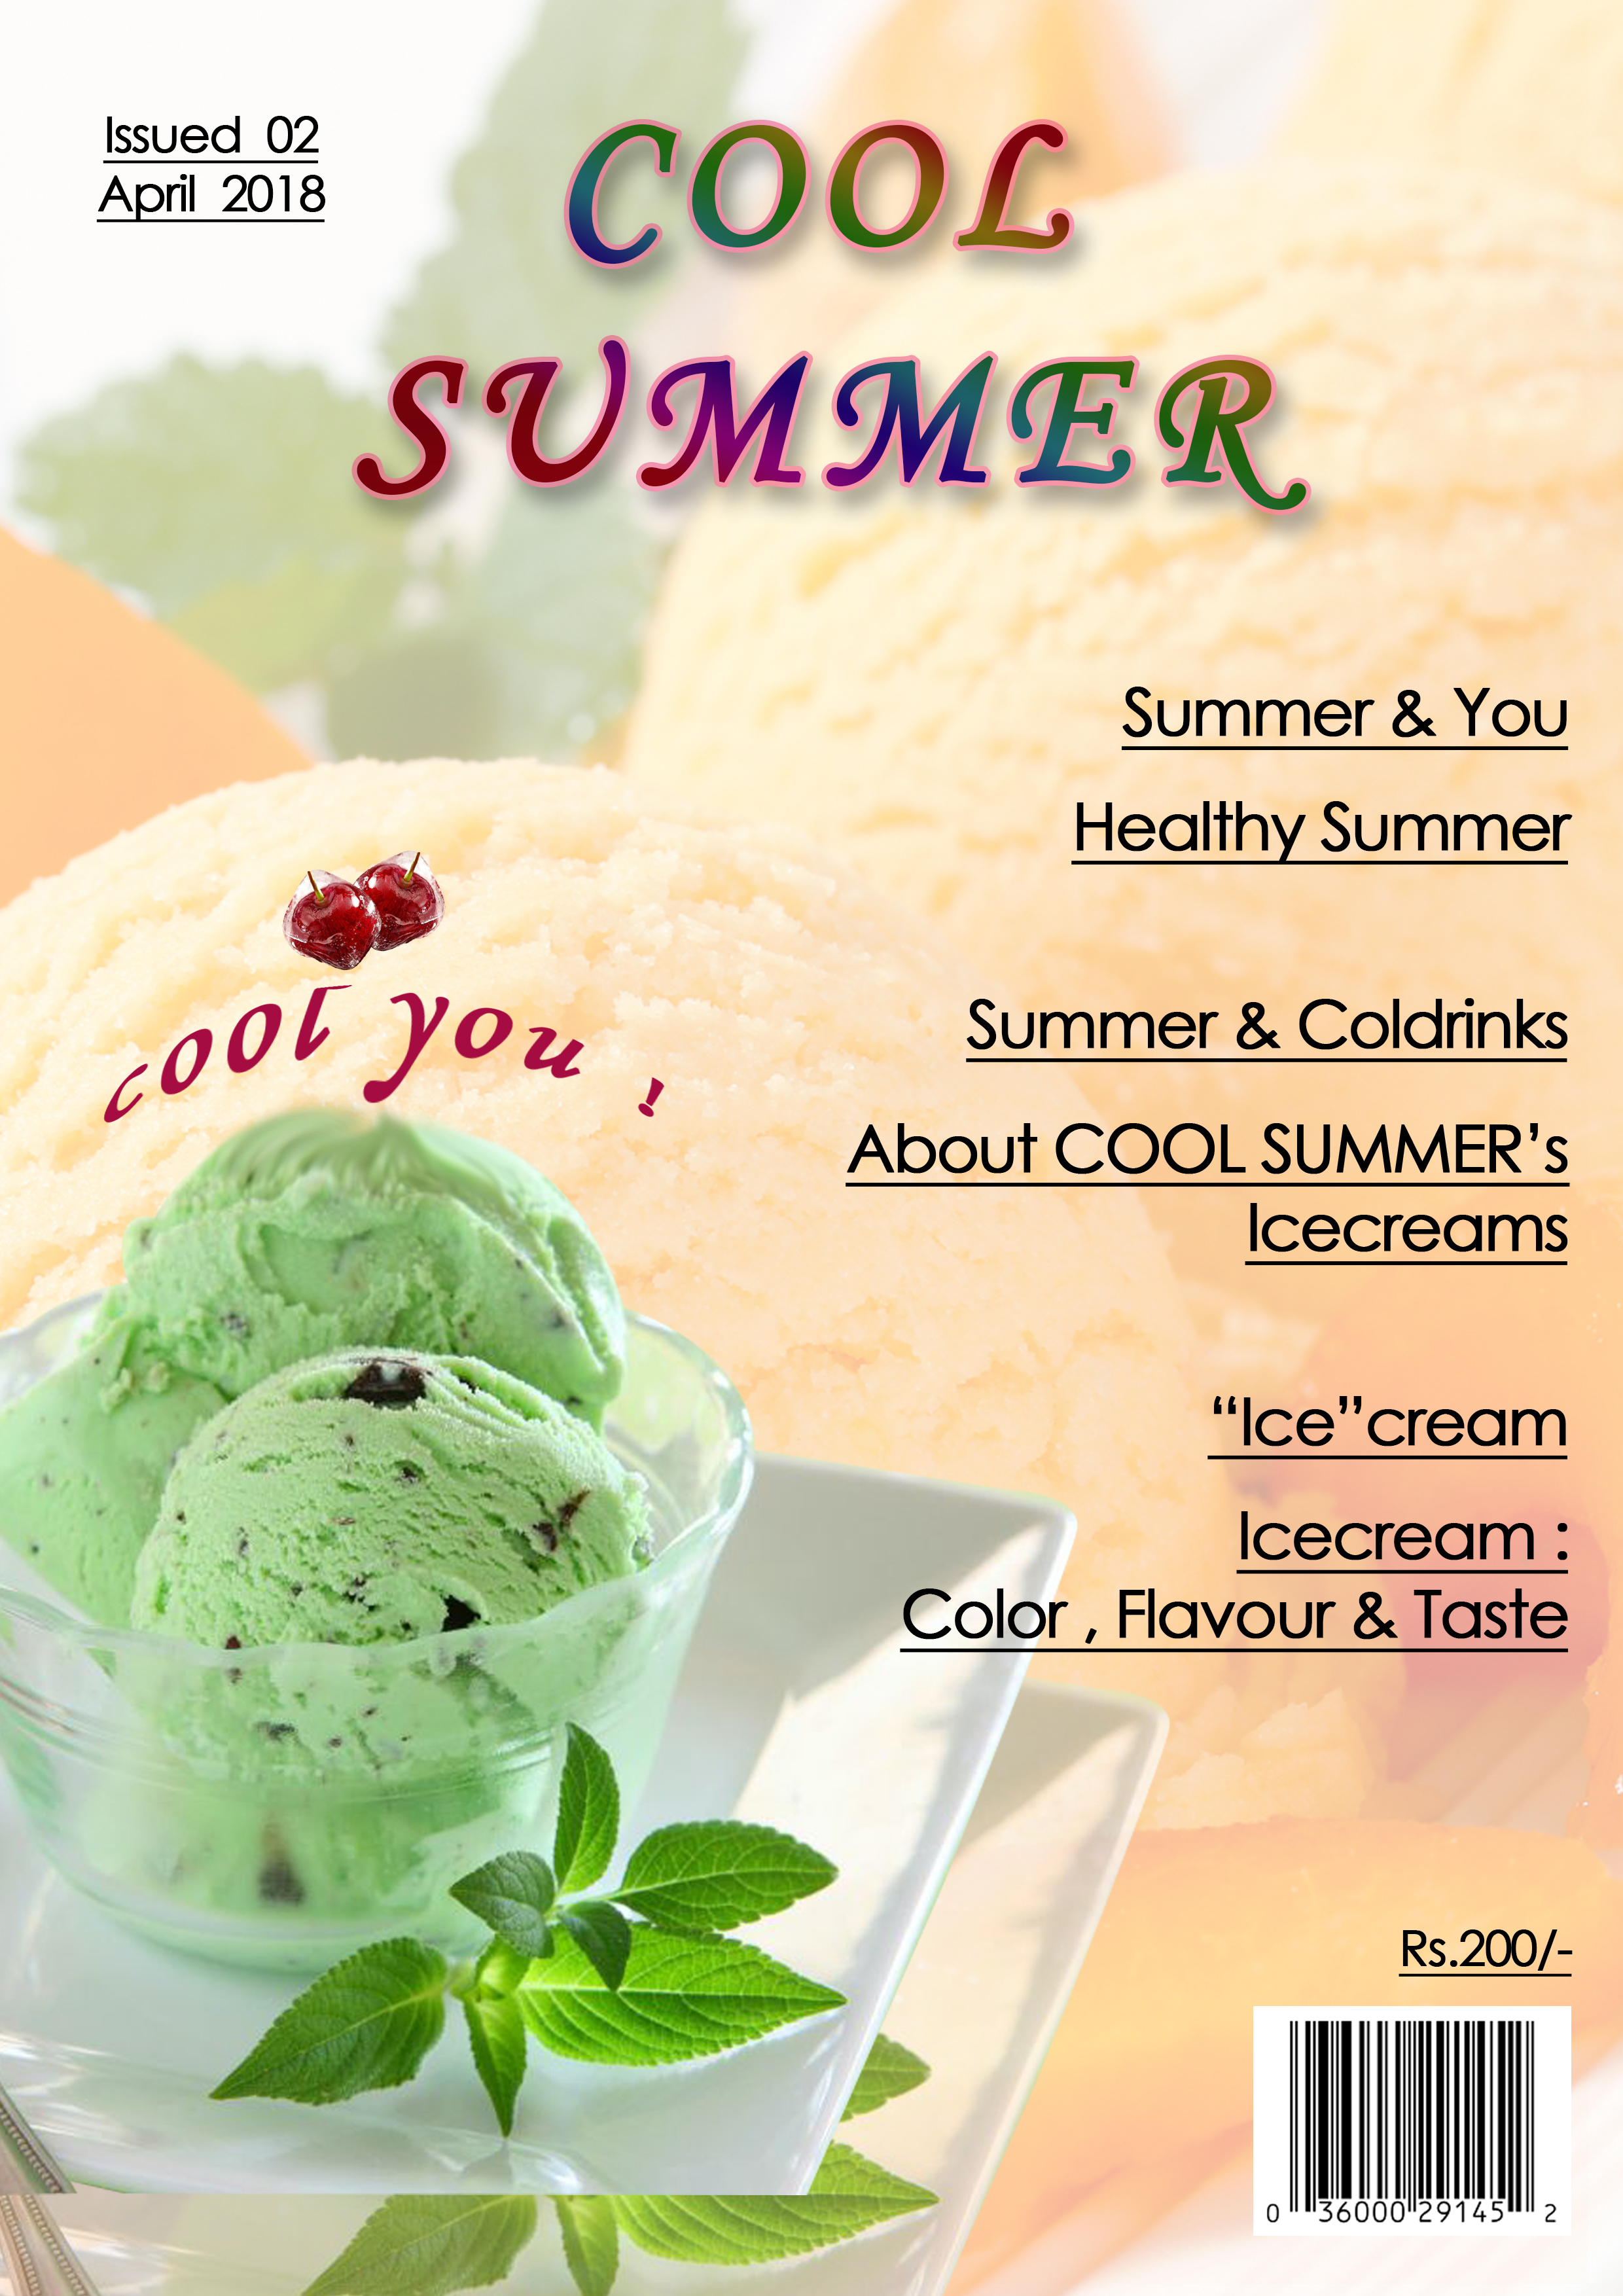 Issued 02
April 2018
COOL
SUMMER
Summer & You
Healthy Summer
cool you !
Summer & Coldrinks
About COOL SUMMER’s
Icecreams
“Ice”cream
Icecream :
Color , Flavour & Taste
Rs.200/-
0 36000 29145 2